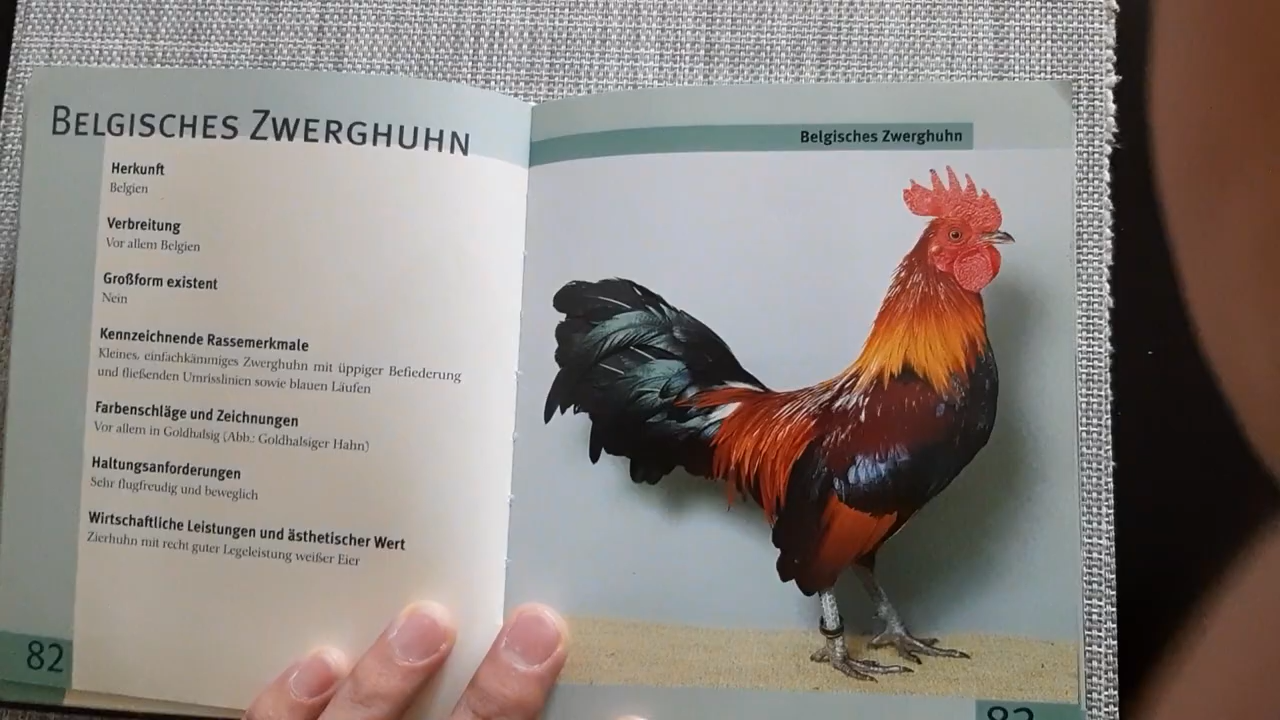 BELGISCHES ZWERGHUHN
Herkunft
Belgien
Verbreitung
Vor allem Belgien
Großform existent
Nein
Kennzeichnende Rassemerkmale
Kleines, einfachkämmiges Zwerghuhn mit üppiger Befiederung
und fließenden Umrisslinien sowie blauen Läufen
Farbenschläge und Zeichnungen
Vor allem in Goldhalsig (Abb.: Goldhalsiger Hahn)
Haltungsanforderungen
Sehr flugfreudig und beweglich
Wirtschaftliche Leistungen und ästhetischer Wert
Zierhuhn mit recht guter Legeleistung weißer Eier
82
Belgisches Zwerghuhn